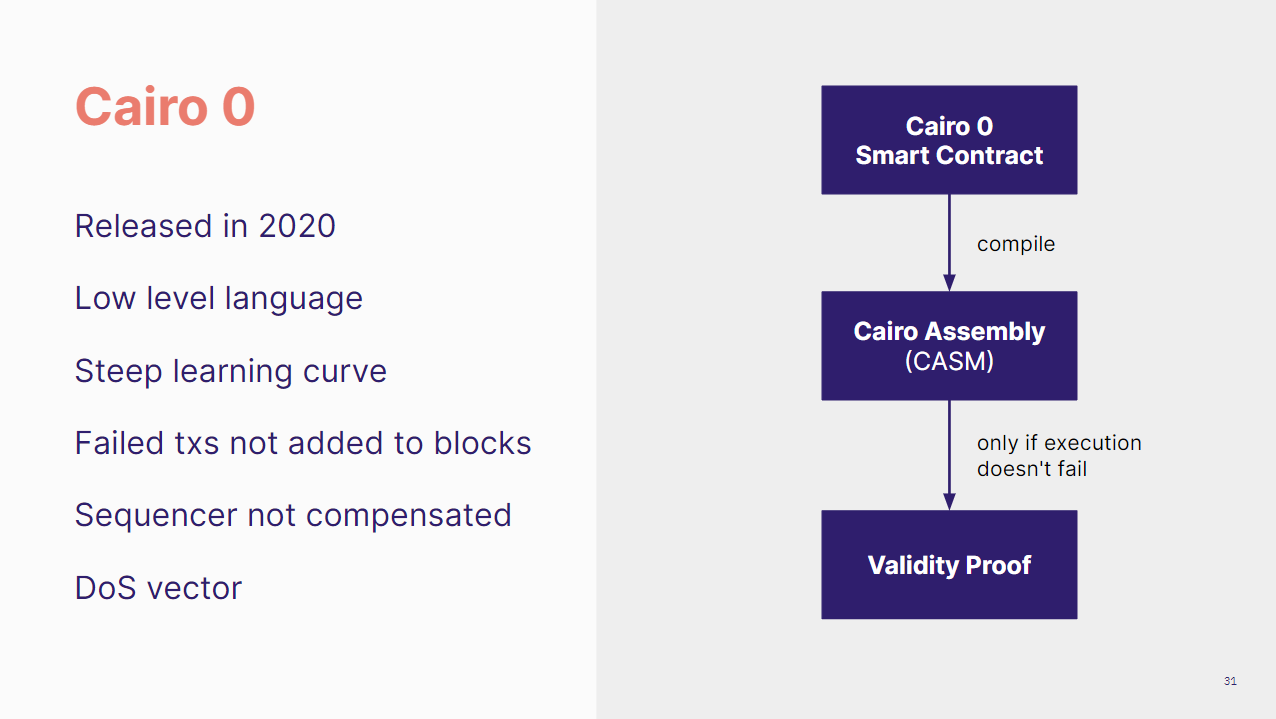 Cairo 0
Released in 2020
Low level language
Steep learning curve
Failed txs not added to blocks
Sequencer not compensated
DoS vector
Cairo 0
Smart Contract
compile
Cairo Assembly
(CASM)
only if execution
doesn't fail
Validity Proof
31